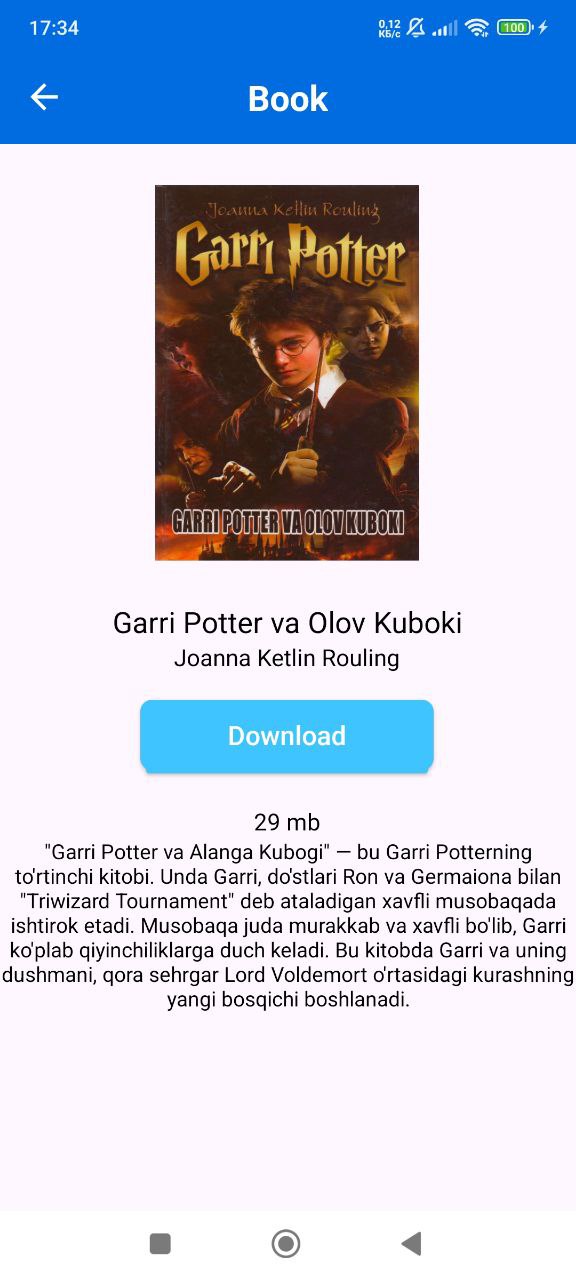 17:34
0,12
КБ/с
100
Book
Joanna Ketlin Rouling
Garri Potter
GARRI POTTER VA OLOV KUBOKI
Garri Potter va Olov Kuboki
Joanna Ketlin Rouling
Download
29 mb
"Garri Potter va Alanga Kubogi" — bu Garri Potterning
to'rtinchi kitobi. Unda Garri, do'stlari Ron va Germaiona bilan
"Triwizard Tournament" deb ataladigan xavfli musobaqada
ishtirok etadi. Musobaqa juda murakkab va xavfli bo'lib, Garri
ko'plab qiyinchiliklarga duch keladi. Bu kitobda Garri va uning
dushmani, qora sehrgar Lord Voldemort o'rtasidagi kurashning
yangi bosqichi boshlanadi.